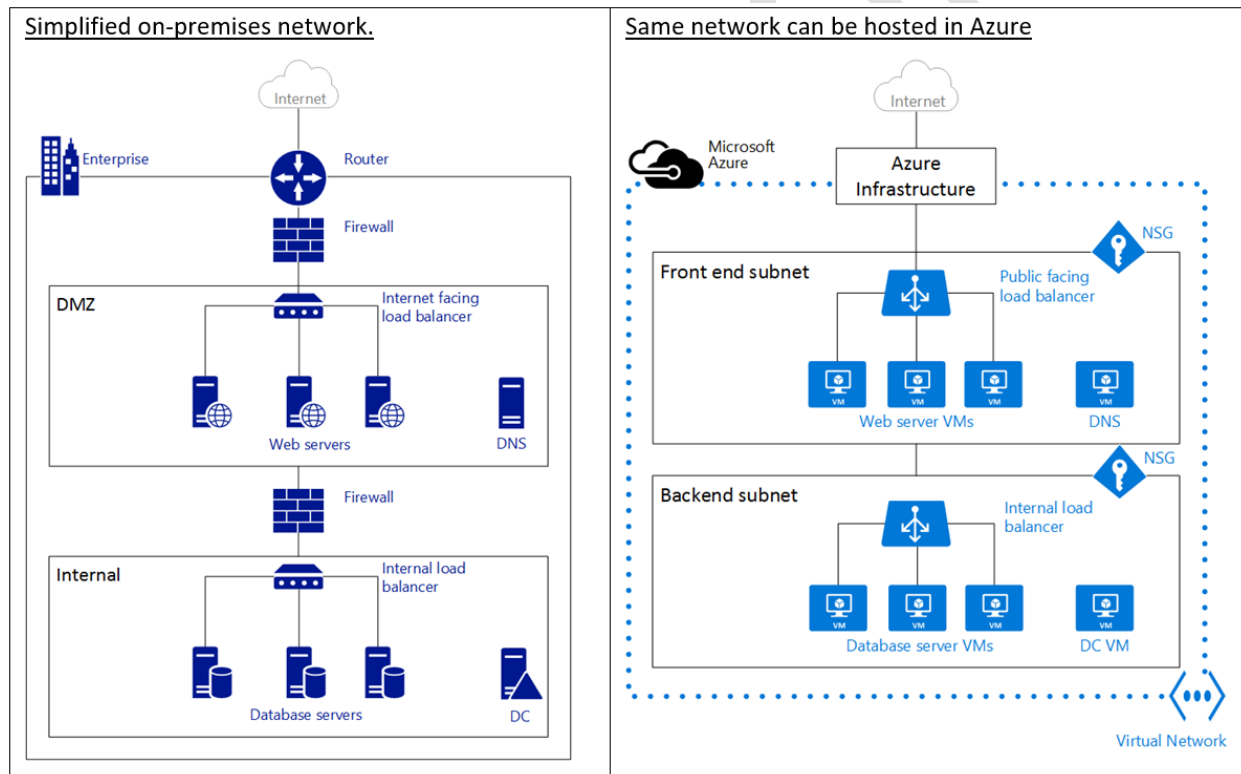 Simplified on-premises network.
Internet
Enterprise
Router
Firewall
DMZ
Internet facing
load balancer
Web servers
DNS
Firewall
Internal
Internal load
balancer
Database servers
DC
Same network can be hosted in Azure
Internet
Microsoft
Azure
Azure
Infrastructure
NSG
Front end subnet
Public facing
load balancer
VM
VM
VM
VM
Web server VMs
DNS
NSG
Backend subnet
Internal load
balancer
VM
VM
VM
VM
Database server VMs
DC VM
Virtual Network